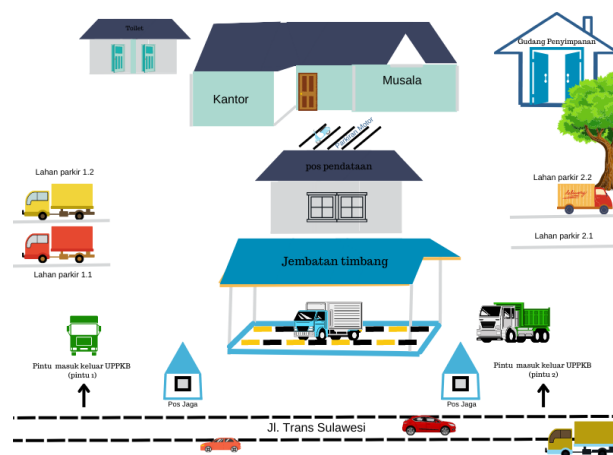 Toilet
Gudang Penyimpanan
Kantor
Musala
Parkiran Motor
pos pendataan
Lahan parkir 1.2
Lahan parkir 2.2
Lahan parkir 1.1
Lahan parkir 2.1
Jembatan timbang
Pintu masuk keluar UPPKB
(pintu 1)
Pintu masuk keluar UPPKB
(pintu 2)
Pos Jaga
Pos Jaga
Jl. Trans Sulawesi